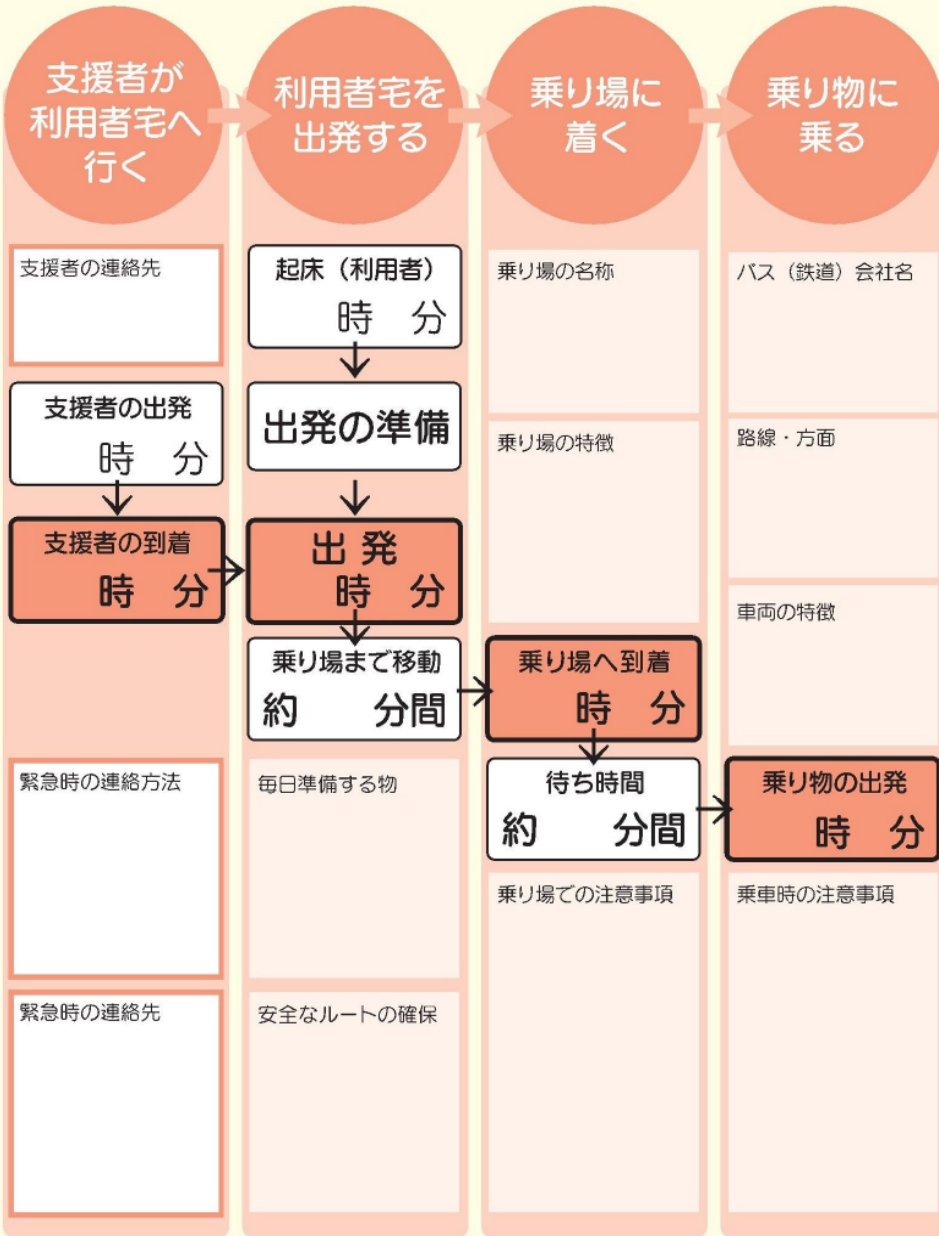 支援者が
利用者宅へ
行く
支援者の連絡先
支援者の出発
時　分
支援者の到着
時　分
緊急時の連絡方法
緊急時の連絡先
利用者宅を
出発する
起床（利用者）
時　分
出発の準備
出 発
時　分
乗り場まで移動
約　　分間
毎日準備する物
安全なルートの確保
乗り場に
着く
乗り場の名称
乗り場の特徴
乗り場へ到着
時　分
待ち時間
約　　分間
乗り場での注意事項
乗り物に
乗る
バス（鉄道）会社名
路線・方面
車両の特徴
乗り物の出発
時　分
乗車時の注意事項